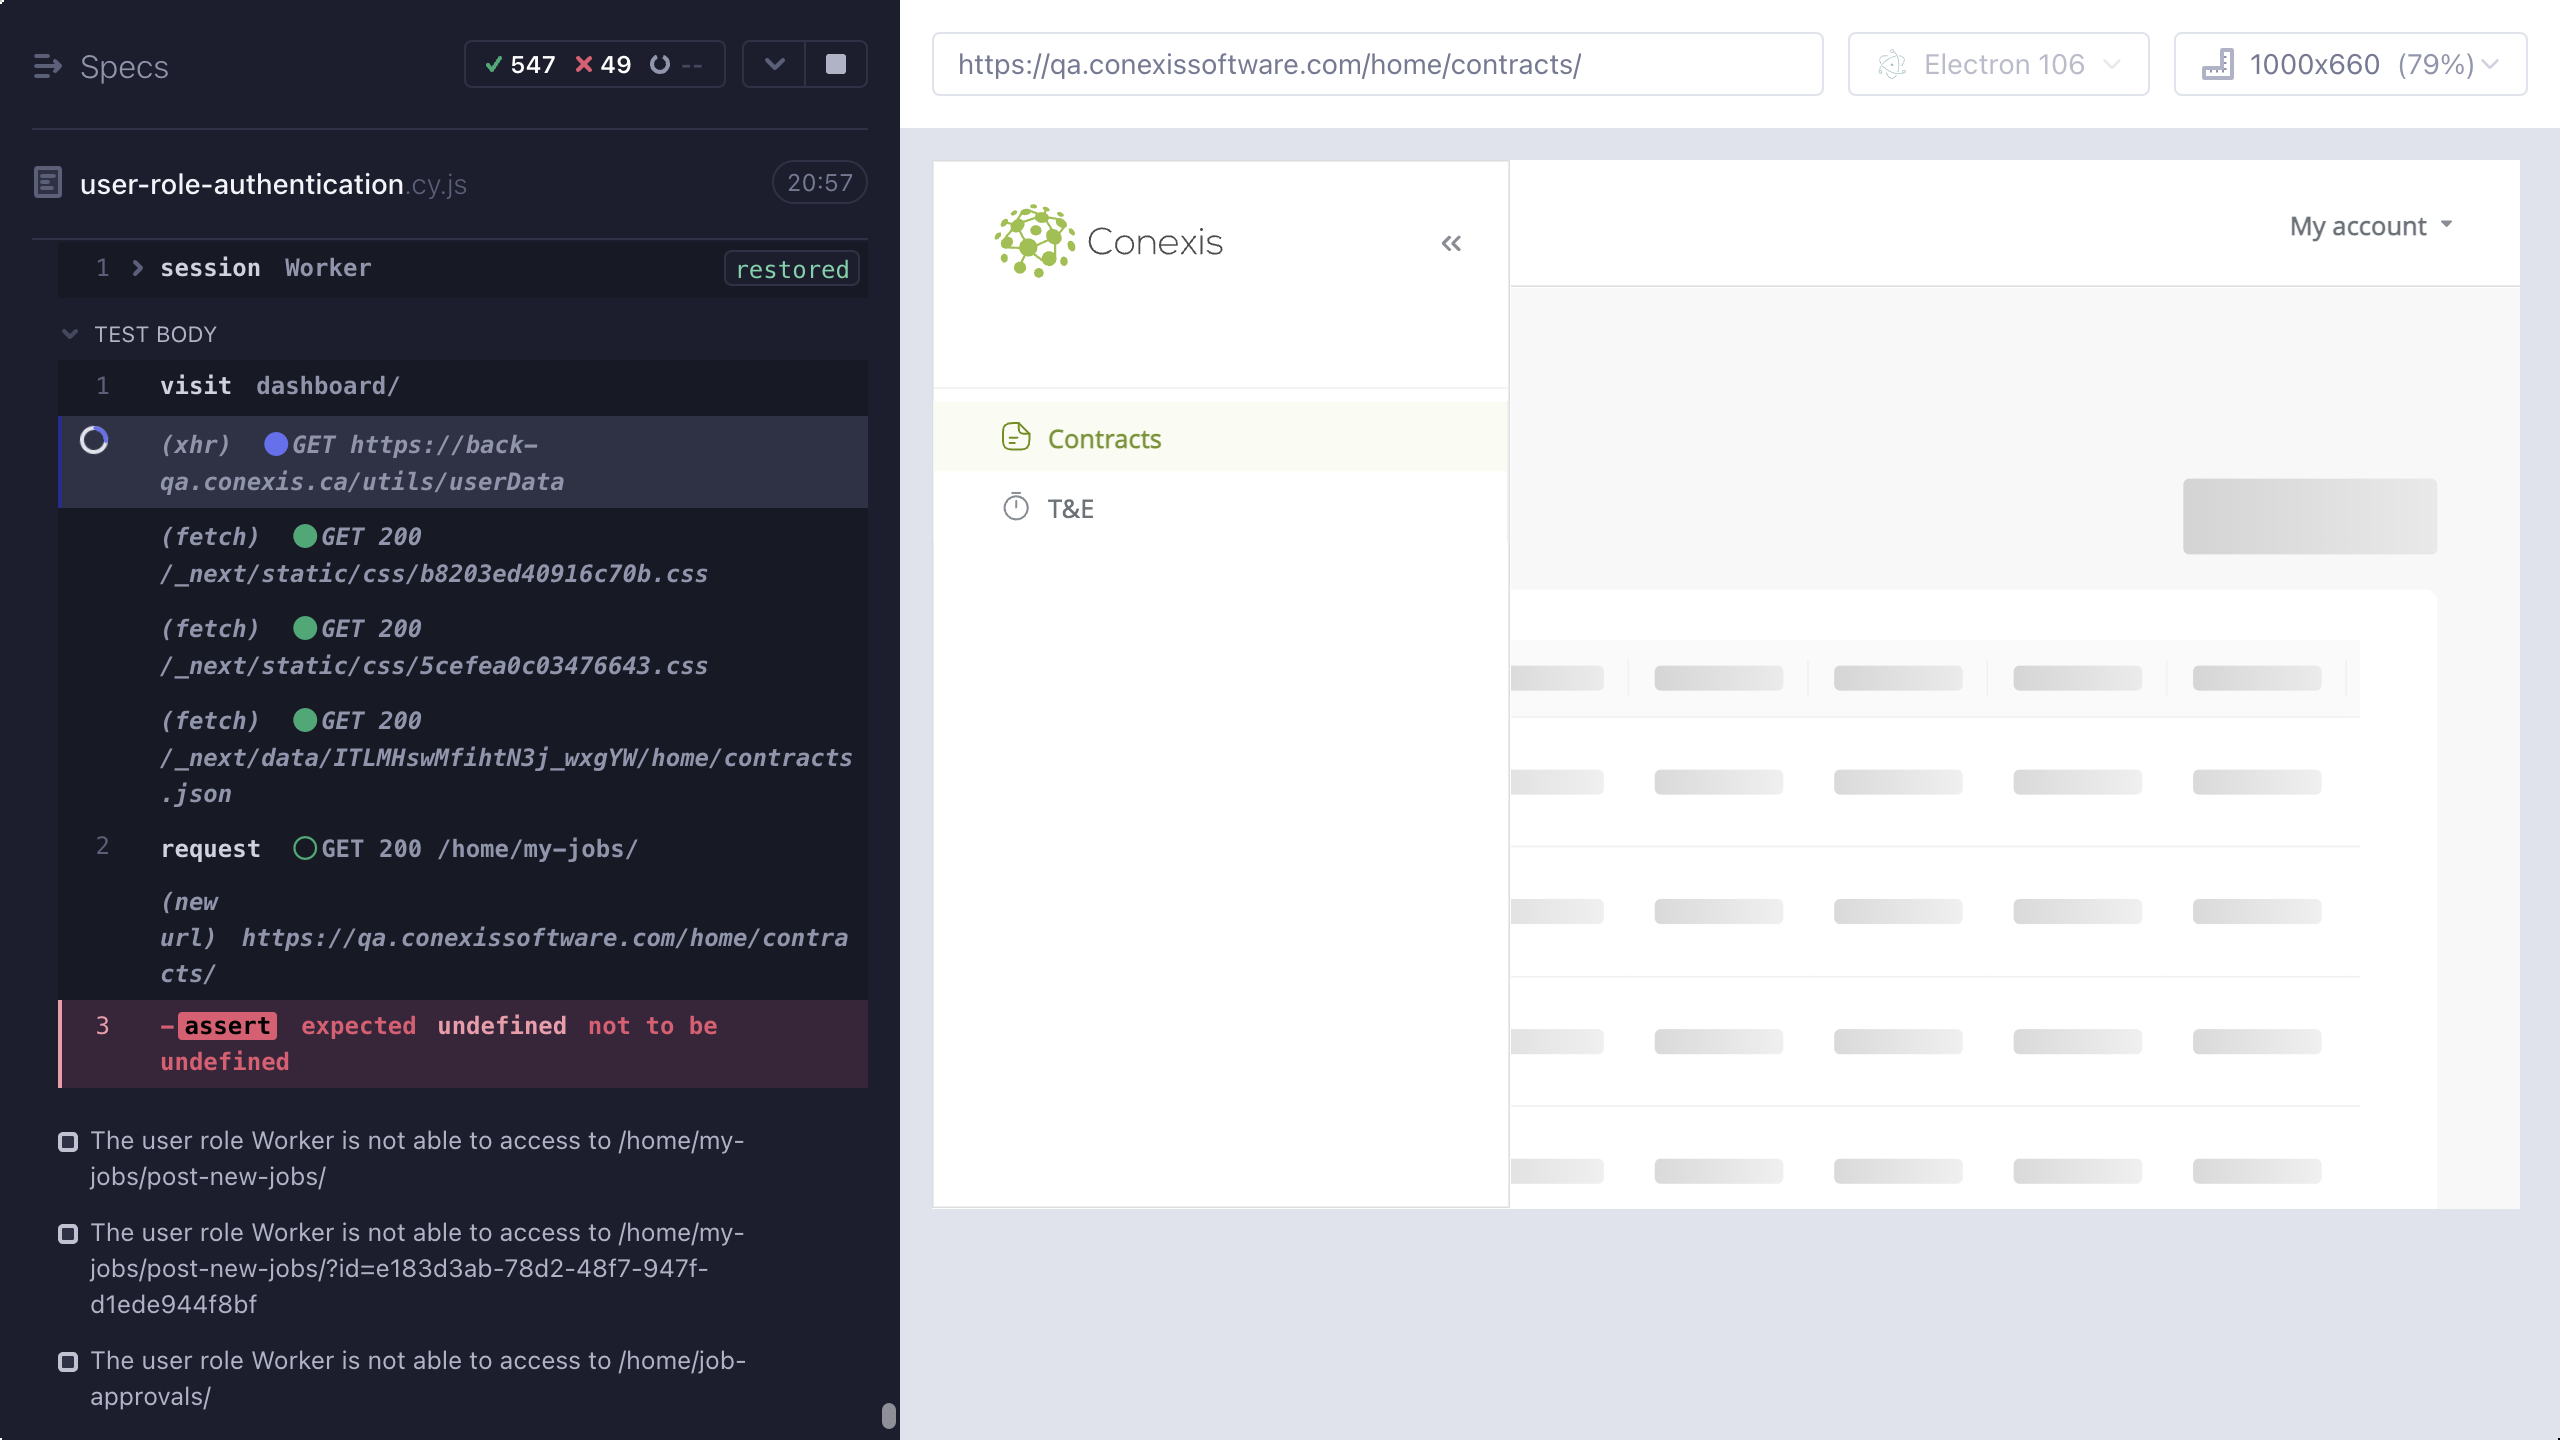 Specs
547 49 --
user-role-authentication.cy.js 20:57
1 session Worker restored
TEST BODY
1 visit dashboard/
(xhr) GET https://back-
qa.conexis.ca/utils/userData
(fetch) GET 200
/_next/static/css/b8203ed40916c70b.css
(fetch) GET 200
/_next/static/css/5cefea0c03476643.css
(fetch) GET 200
/_next/data/ITLMHswMfihtN3j_wxgYW/home/contracts
.json
2 request GET 200 /home/my-jobs/
(new
url) https://qa.conexissoftware.com/home/contra
cts/
3 -assert expected undefined not to be
undefined
The user role Worker is not able to access to /home/my-
jobs/post-new-jobs/
The user role Worker is not able to access to /home/my-
jobs/post-new-jobs/?id=e183d3ab-78d2-48f7-947f-
d1ede944f8bf
The user role Worker is not able to access to /home/job-
approvals/
https://qa.conexissoftware.com/home/contracts/
Electron 106
1000x660 (79%)
Conexis
My account
Contracts
T&E